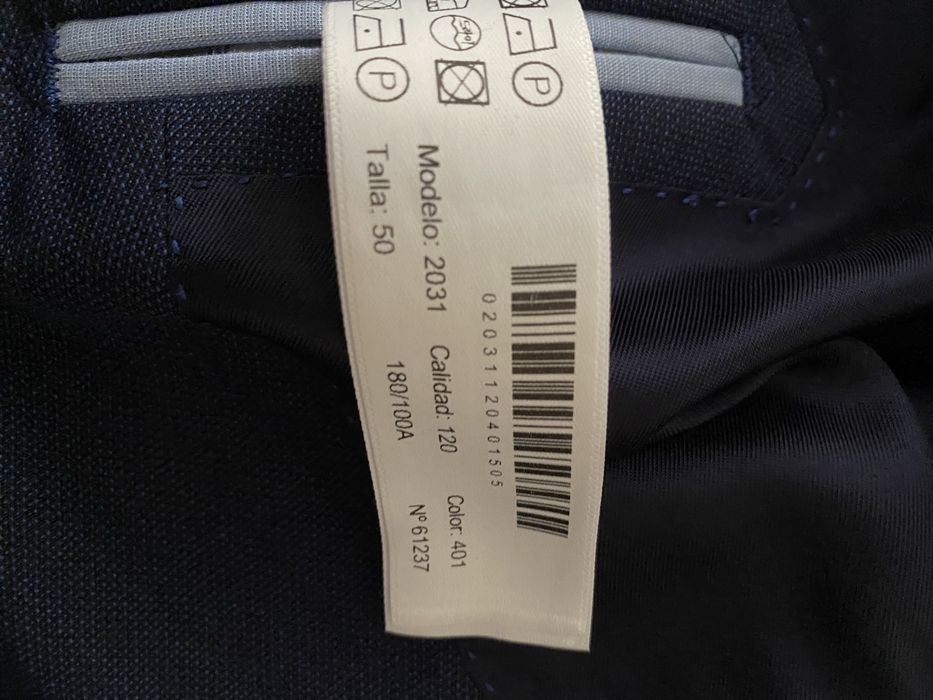 P
P
0203112040150 5
Modelo: 2031 Calidad: 120 Color: 401
Talla: 50 180/100A Nº 61237